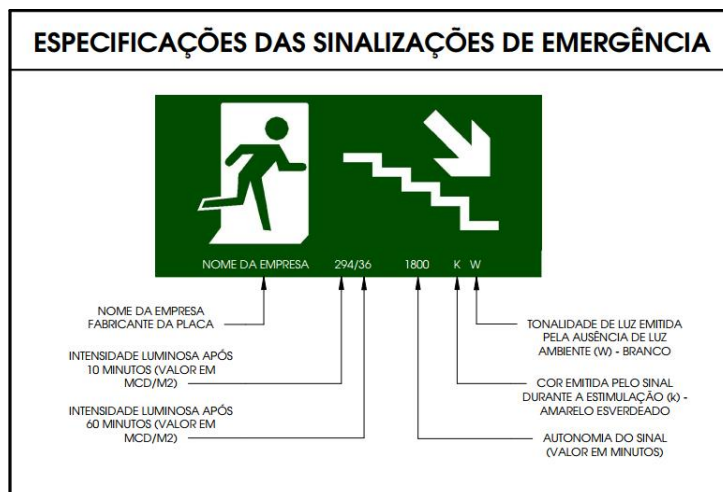 ESPECIFICAÇÕES DAS SINALIZAÇÕES DE EMERGÊNCIA
NOME DA EMPRESA 294/36 1800 K W
NOME DA EMPRESA
FABRICANTE DA PLACA
INTENSIDADE LUMINOSA APÓS
10 MINUTOS (VALOR EM
MCD/M2)
INTENSIDADE LUMINOSA APÓS
60 MINUTOS (VALOR EM
MCD/M2)
TONALIDADE DE LUZ EMITIDA
PELA AUSÊNCIA DE LUZ
AMBIENTE (W) - BRANCO
COR EMITIDA PELO SINAL
DURANTE A ESTIMULAÇÃO (k) -
AMARELO ESVERDEADO
AUTONOMIA DO SINAL
(VALOR EM MINUTOS)